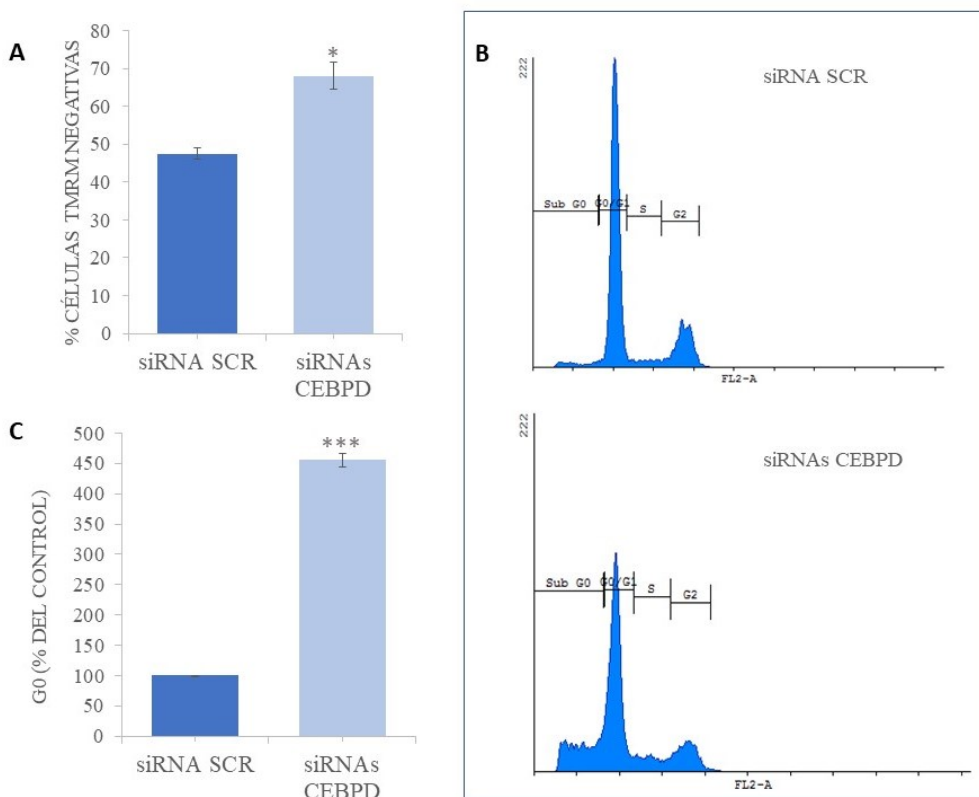 A
% CÉLULAS TMRM NEGATIVAS
80
70
60
50
40
30
20
10
0
*
siRNA SCR
siRNAs
CEBPD
B
222
siRNA SCR
Sub G0
G0/G1
S
G2
FL2-A
222
siRNAs CEBPD
Sub G0
G0/G1
S
G2
FL2-A
C
G0 (% DEL CONTROL)
500
450
400
350
300
250
200
150
100
50
0
***
siRNA SCR
siRNAs
CEBPD